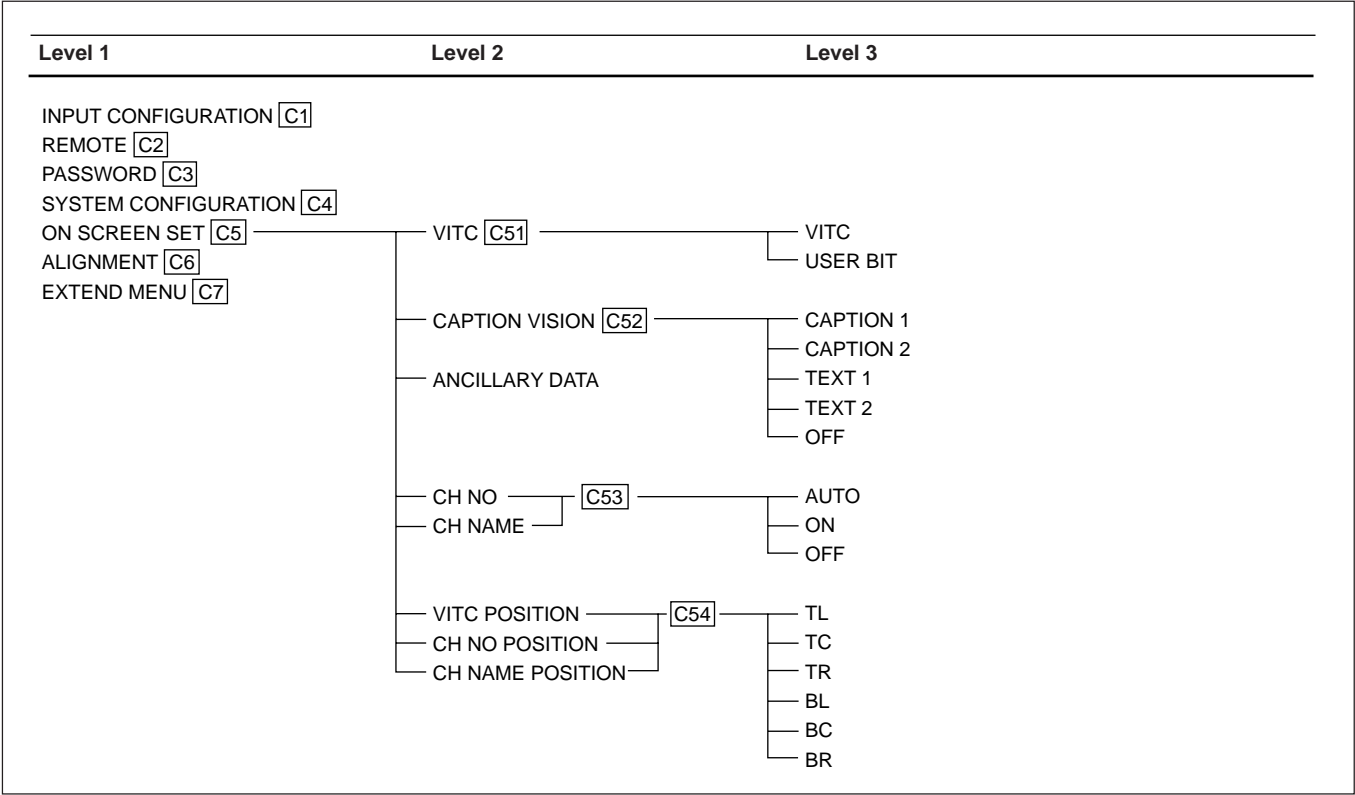 Level 1 Level 2 Level 3
INPUT CONFIGURATION C1
REMOTE C2
PASSWORD C3
SYSTEM CONFIGURATION C4
ON SCREEN SET C5 VITC C51 VITC
ALIGNMENT C6 USER BIT
EXTEND MENU C7
CAPTION VISION C52 CAPTION 1
CAPTION 2
ANCILLARY DATA TEXT 1
TEXT 2
OFF
CH NO C53 AUTO
CH NAME ON
OFF
VITC POSITION C54 TL
CH NO POSITION TC
CH NAME POSITION TR
BL
BC
BR